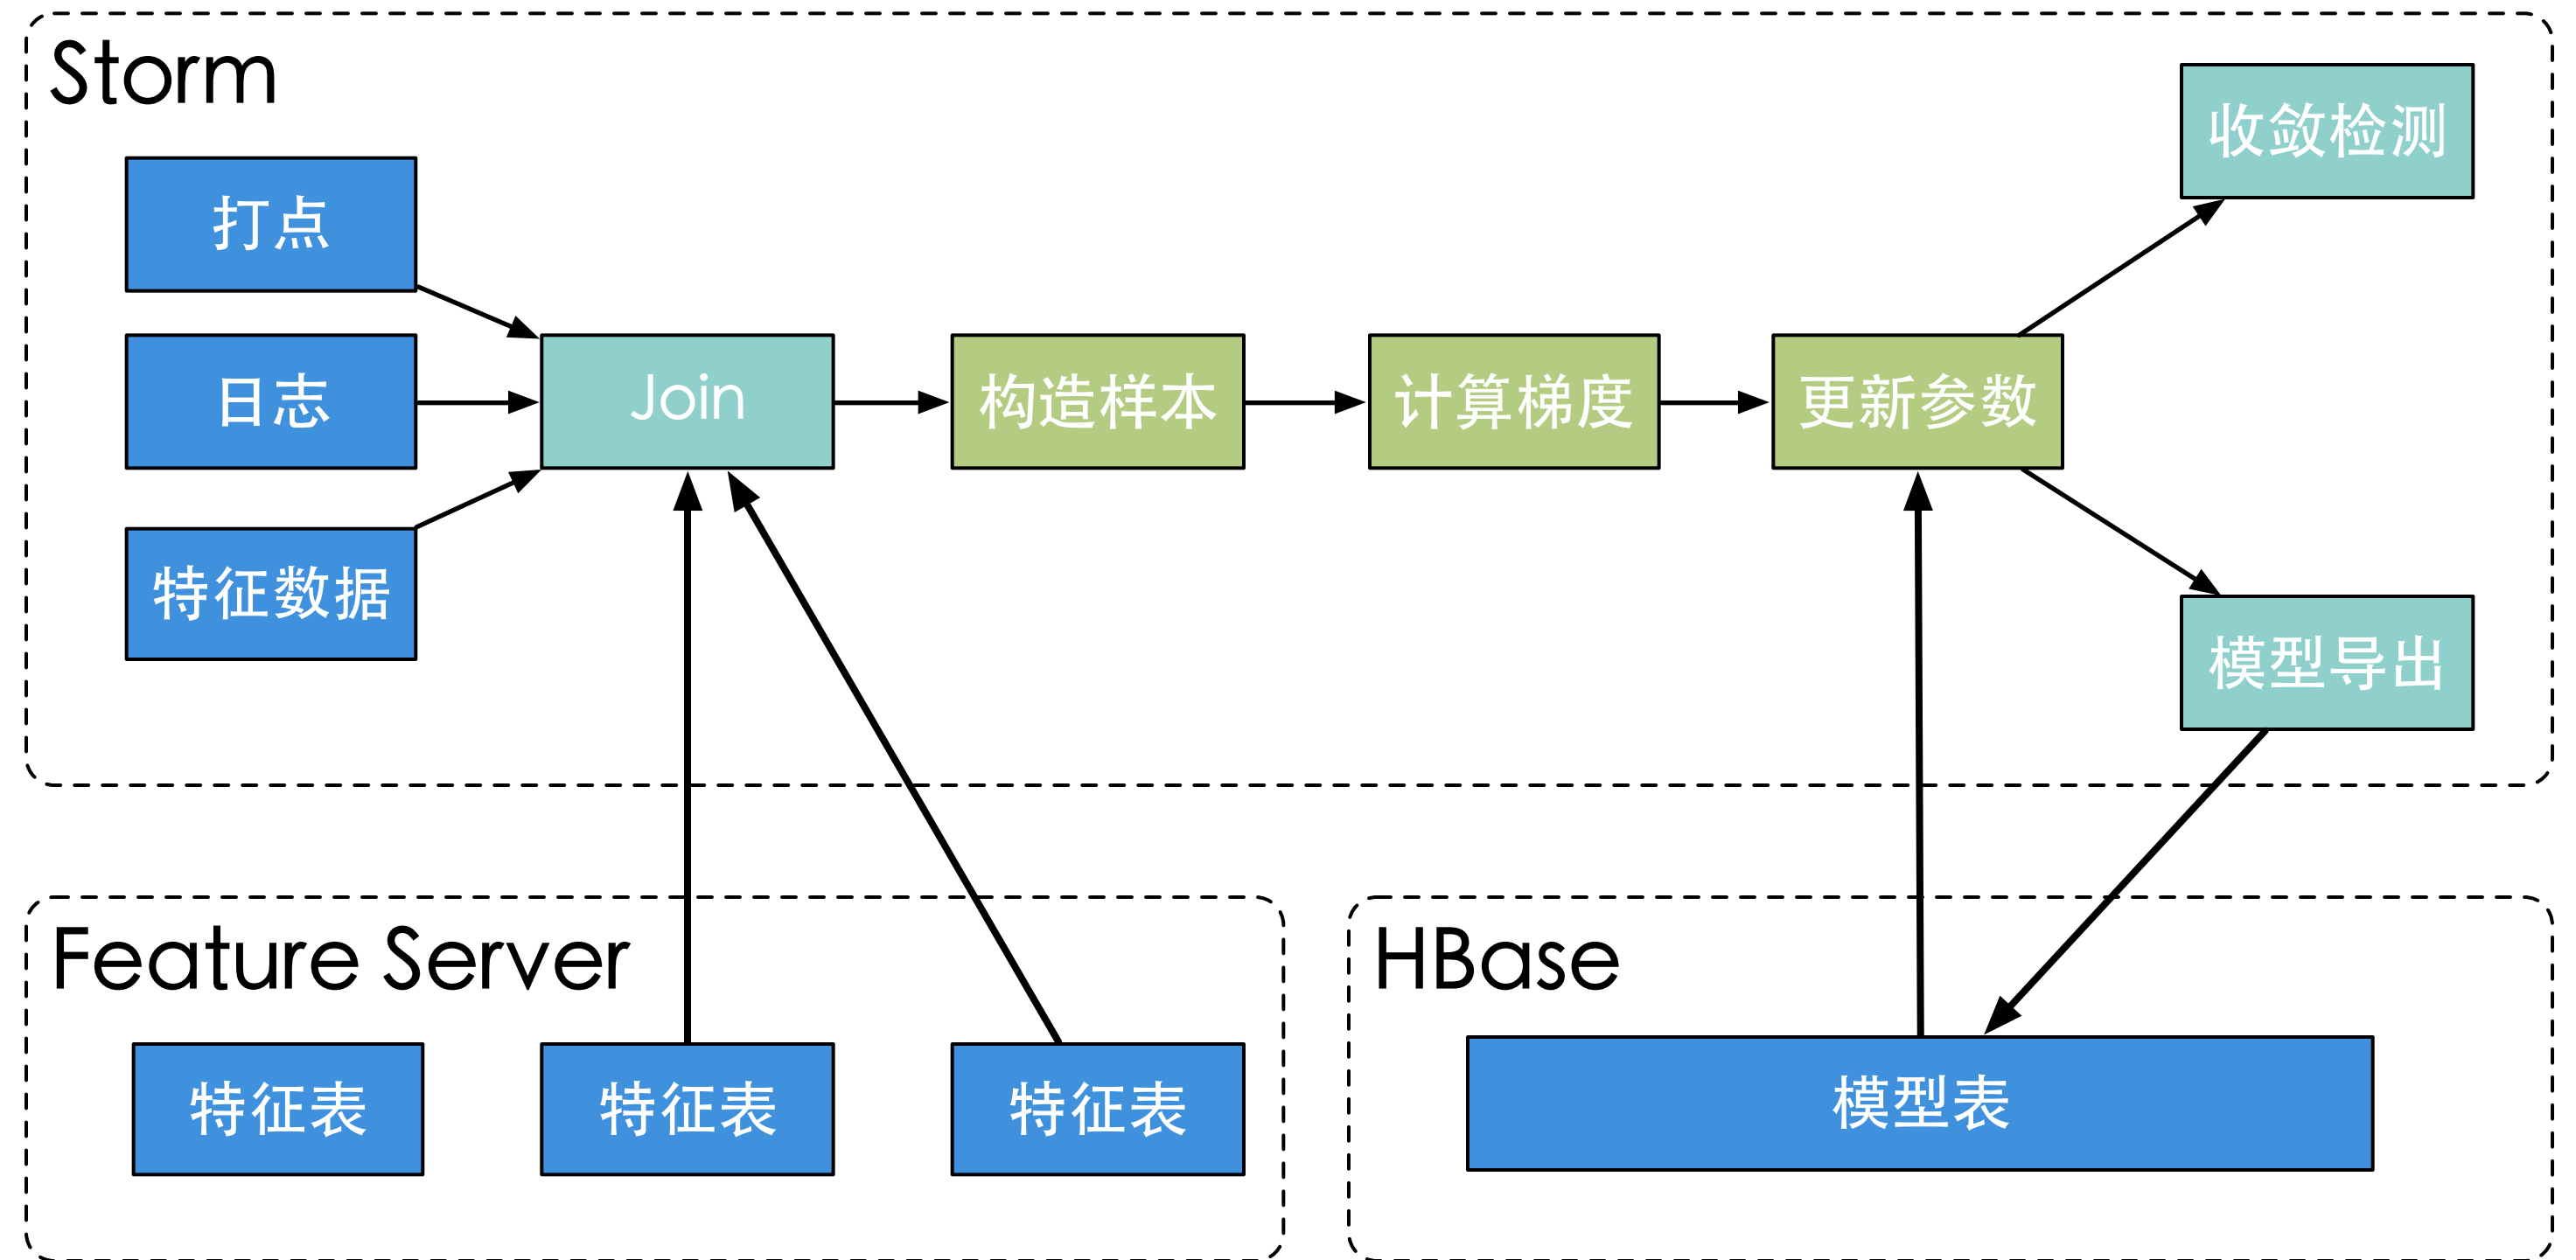 Storm
收敛检测
打点
日志
Join
构造样本
计算梯度
更新参数
特征数据
模型导出
Feature Server
特征表
特征表
特征表
HBase
模型表